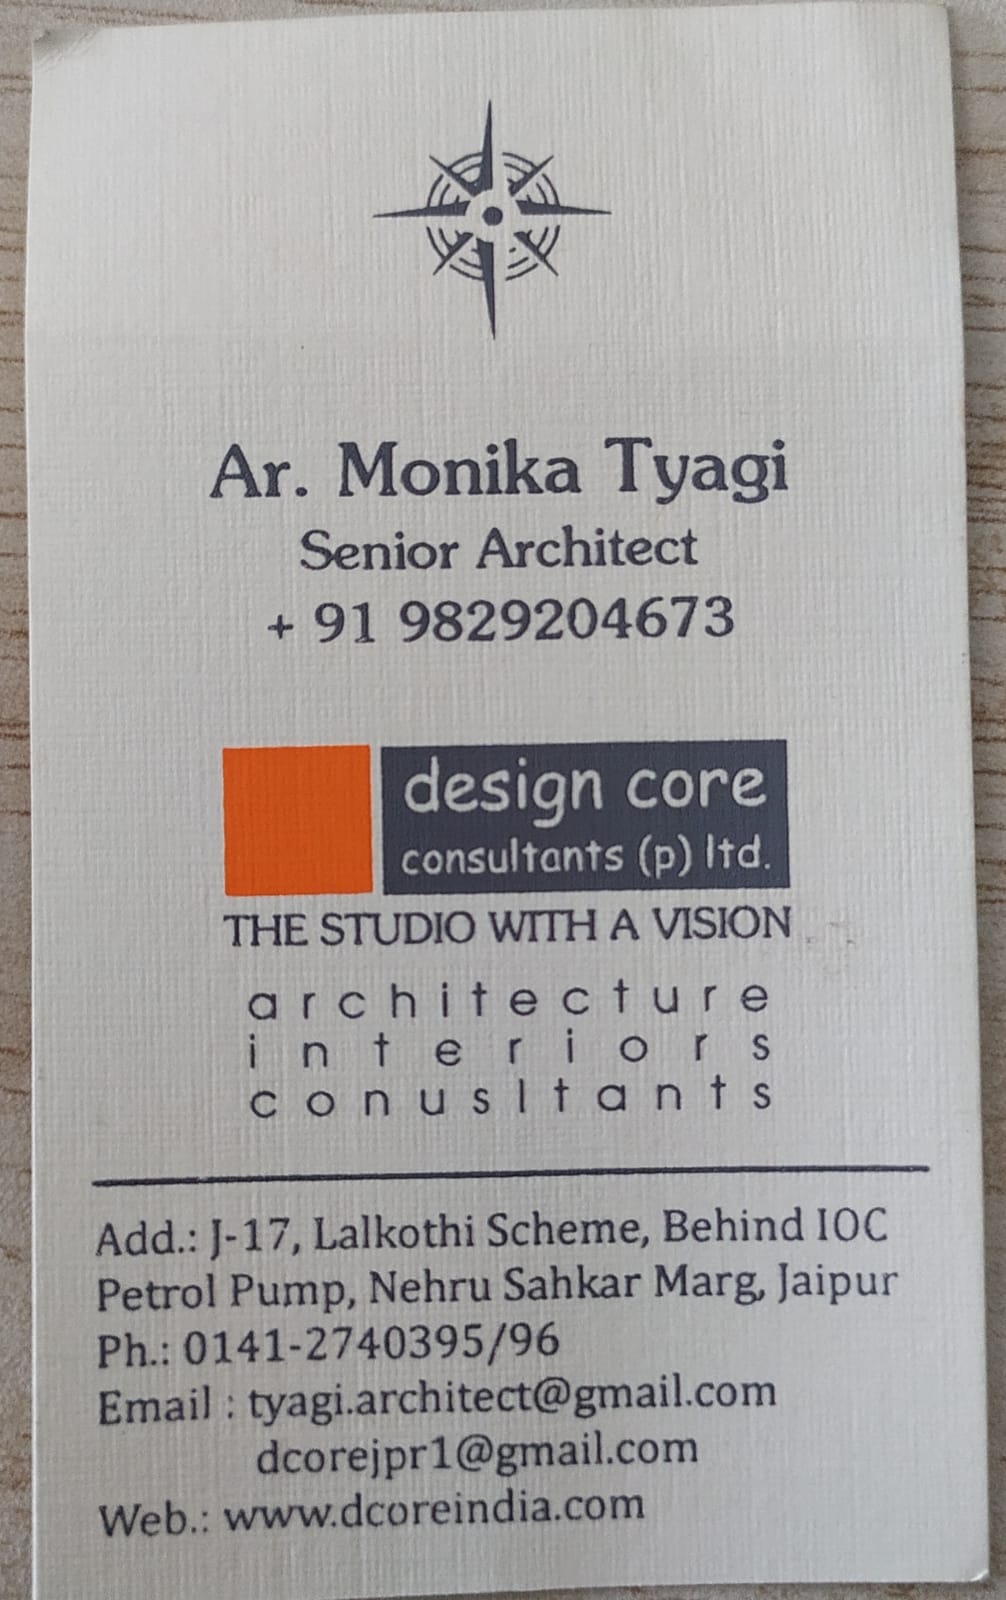 Ar. Monika Tyagi
Senior Architect
+ 91 9829204673
design core
consultants (p) ltd.
THE STUDIO WITH A VISION
architecture
interiors
conusltants
Add.: J-17, Lalkothi Scheme, Behind IOC
Petrol Pump, Nehru Sahkar Marg, Jaipur
Ph.: 0141-2740395/96
Email : tyagi.architect@gmail.com
dcorejpr1@gmail.com
Web.: www.dcoreindia.com